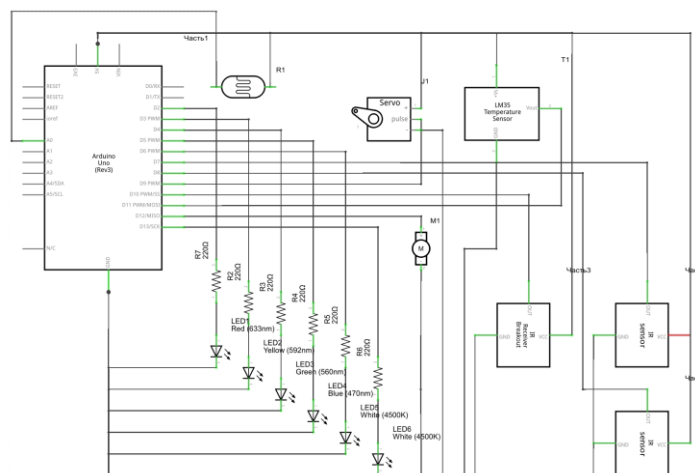 Часть1
R1
J1
T1
Servo
+
pulse
-
LM35
Temperature
Sensor
Vout
GND
RESET
RESET2
AREF
ioref
A0
A1
A2
A3
A4/SDA
A5/SCL
N/C
Arduino
Uno
(Rev3)
D0/RX
D1/TX
D2
D3 PWM
D4
D5 PWM
D6 PWM
D7
D8
D9 PWM
D10 PWM/SS
D11 PWM/MOSI
D12/MISO
D13/SCK
GND
M1
M
R7
220Ω
R2
220Ω
R3
220Ω
R4
220Ω
R5
220Ω
R6
220Ω
LED1
Red (633nm)
LED2
Yellow (592nm)
LED3
Green (560nm)
LED4
Blue (470nm)
LED5
White (4500K)
LED6
White (4500K)
Часть3
Ча
OUT
GND
IR
Receiver
Breakout
VCC
OUT
GND
IR
sensor
VCC
Ча
OUT
GND
IR
sensor
VCC